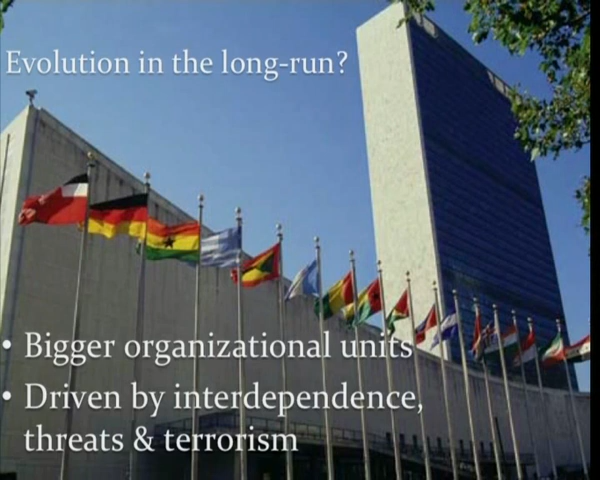 Evolution in the long-run?
• Bigger organizational units
• Driven by interdependence,
threats & terrorism